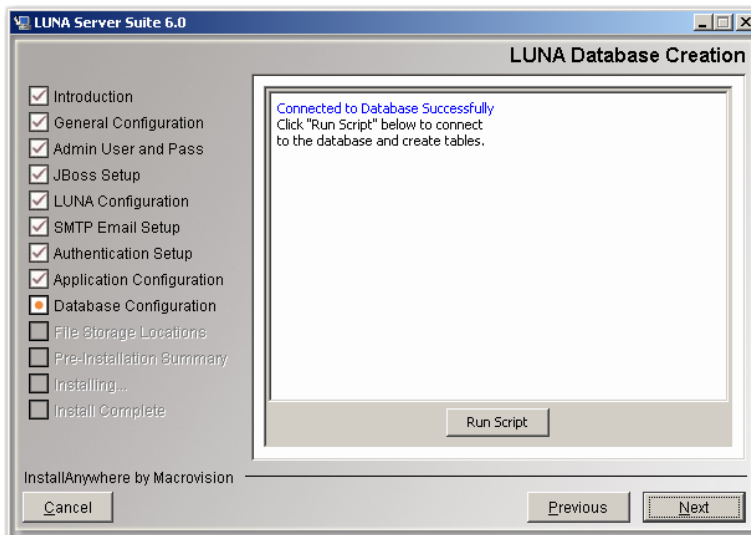 LUNA Server Suite 6.0
LUNA Database Creation
Introduction
General Configuration
Admin User and Pass
JBoss Setup
LUNA Configuration
SMTP Email Setup
Authentication Setup
Application Configuration
Database Configuration
File Storage Locations
Pre-Installation Summary
Installing...
Install Complete
Connected to Database Successfully
Click "Run Script" below to connect
to the database and create tables.
Run Script
InstallAnywhere by Macrovision
Cancel
Previous
Next